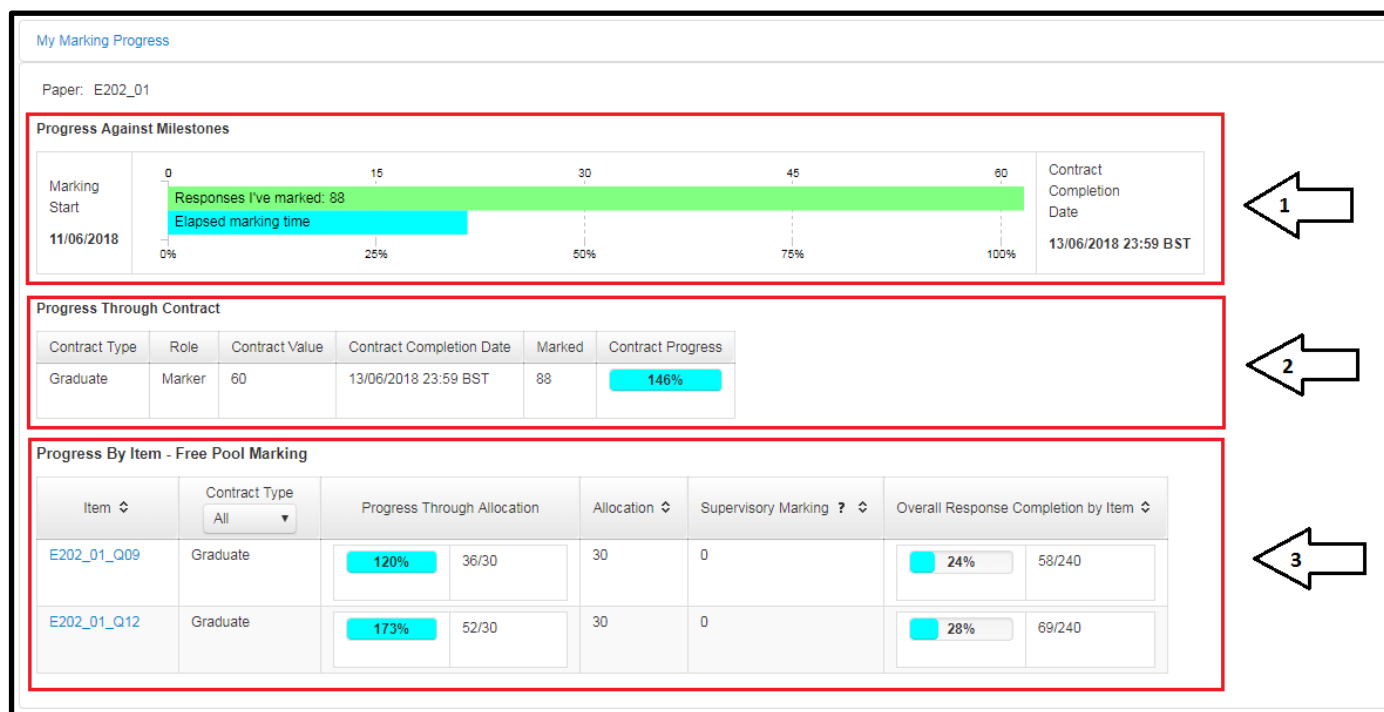 My Marking Progress
Paper: E202_01
Progress Against Milestones
Marking Start 11/06/2018
0 15 30 45 60
Responses I've marked: 88
Elapsed marking time
0% 25% 50% 75% 100%
Contract Completion Date
13/06/2018 23:59 BST
1
Progress Through Contract
Contract Type Role Contract Value Contract Completion Date Marked Contract Progress
Graduate Marker 60 13/06/2018 23:59 BST 88 146%
2
Progress By Item - Free Pool Marking
Item Contract Type All Progress Through Allocation Allocation Supervisory Marking ? Overall Response Completion by Item
E202_01_Q09 Graduate 120% 36/30 30 0 24% 58/240
E202_01_Q12 Graduate 173% 52/30 30 0 28% 69/240
3